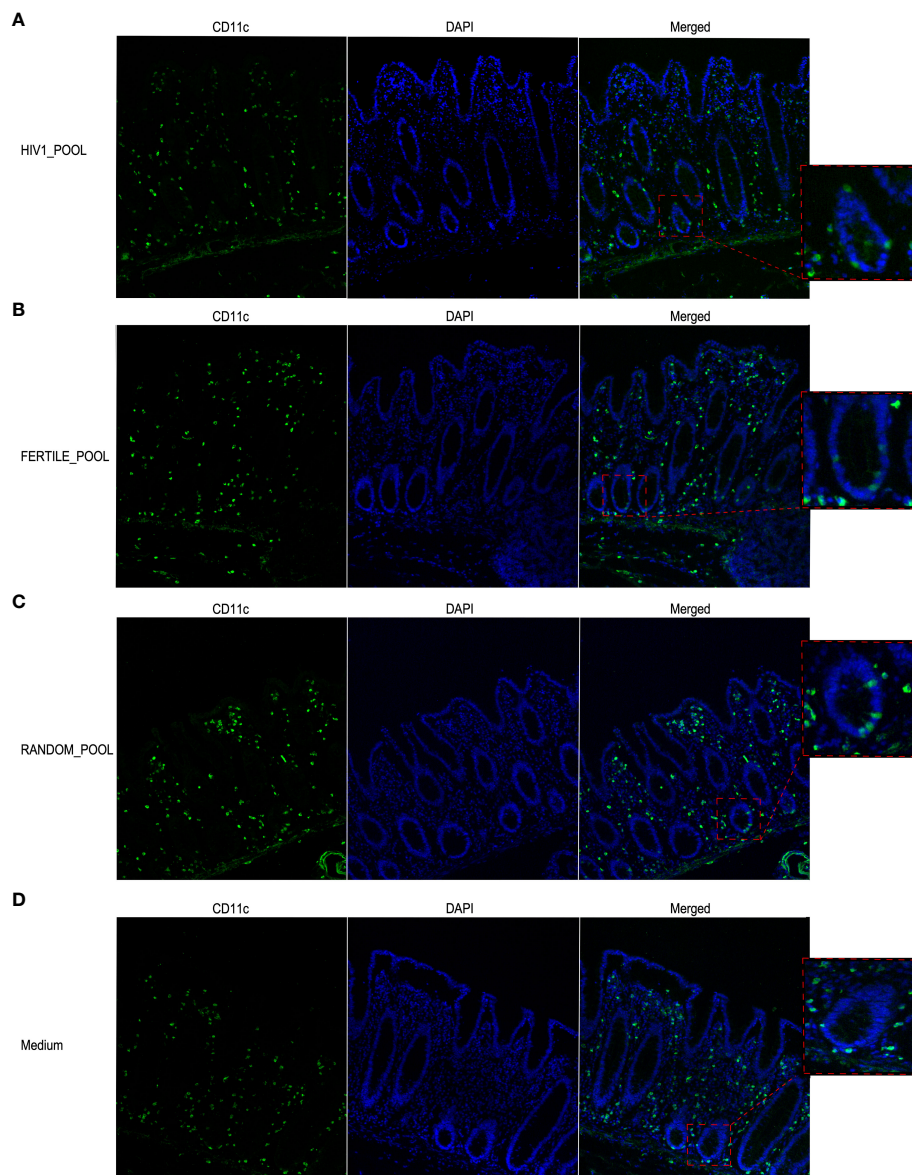 A
CD11c DAPI Merged
HIV1_POOL
B
CD11c DAPI Merged
FERTILE_POOL
C
CD11c DAPI Merged
RANDOM_POOL
D
CD11c DAPI Merged
Medium